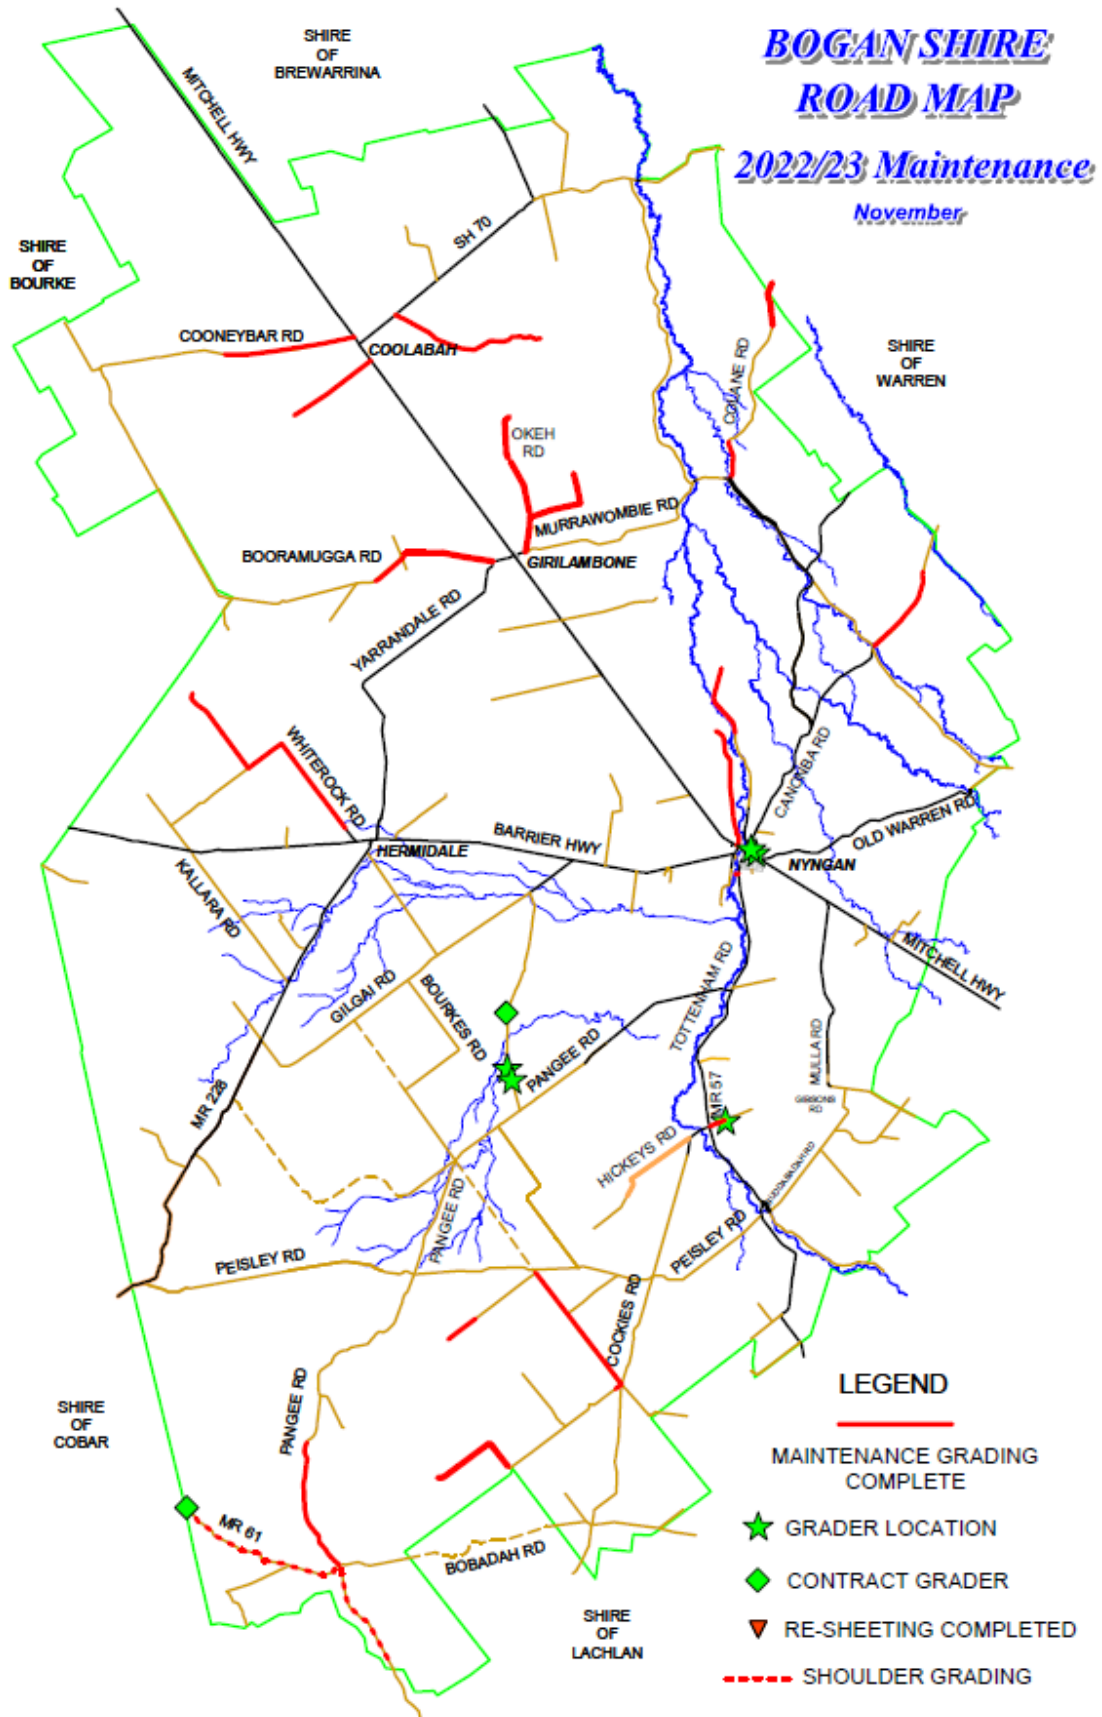 BOGAN SHIRE
ROAD MAP
2022/23 Maintenance
November
SHIRE
OF
BREWARRINA
MITCHELL HWY
SHIRE
OF
BOURKE
SH 70
COONEYBAR RD
COOLABAH
SHIRE
OF
WARREN
COLANE RD
OKEH
RD
MURRAWOMBIE RD
BOORAMUGGA RD
GIRILAMBONE
YARRANDALE RD
WHITEROCK RD
CANONBA RD
OLD WARREN RD
BARRIER HWY
HERMIDALE
NYNGAN
KALLARA RD
MITCHELL HWY
TOTTENHAM RD
GILGAI RD
BOURKES RD
PANGEE RD
MULLA RD
MR 228
MR 57
GIBSONS
RD
HICKEYS RD
BUDDABADAH RD
PANGEE RD
PEISLEY RD
PEISLEY RD
COCKIES RD
PANGEE RD
SHIRE
OF
COBAR
MR 61
BOBADAH RD
SHIRE
OF
LACHLAN
LEGEND
MAINTENANCE GRADING
COMPLETE
GRADER LOCATION
CONTRACT GRADER
RE-SHEETING COMPLETED
SHOULDER GRADING